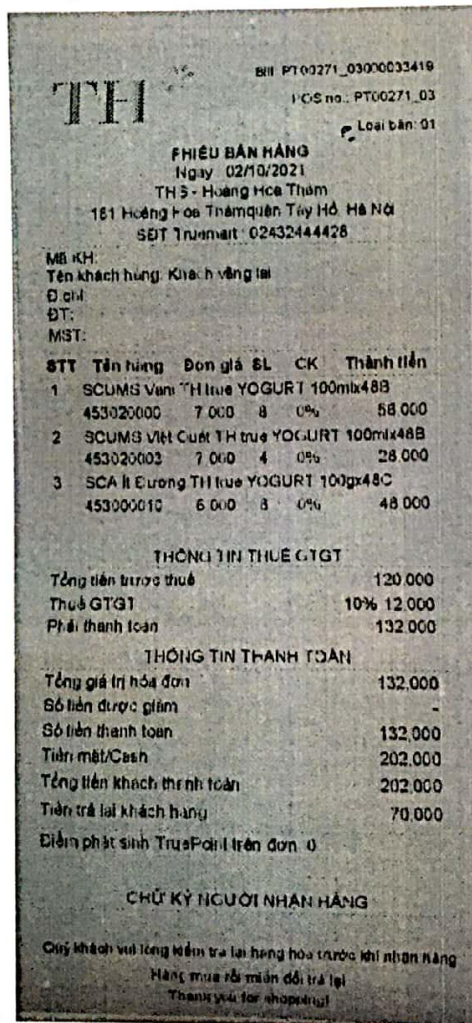 TH
Bill: PT00271_03000033419
POS no.: PT00271_03
Loại bán: 01
PHIẾU BÁN HÀNG
Ngày 02/10/2021
THS - Hoàng Hoa Thám
161 Hoàng Hoa Thámquận Tây Hồ, Hà Nội
SĐT Truemart: 02432444428
Mã KH:
Tên khách hàng: Khách vãng lai
Đ chỉ
ĐT:
MST:
STT Tên hàng Đơn giá SL CK Thành tiền
1 SCUMS Vani TH true YOGURT 100mlx48B
453020000 7.000 8 0% 56.000
2 SCUMS Việt Quất TH true YOGURT 100mlx48B
453020003 7.000 4 0% 28.000
3 SCA Ít Đường TH true YOGURT 100gx48C
453000010 6.000 8 0% 48.000
THÔNG TIN THUẾ GTGT
Tổng tiền trước thuế 120.000
Thuế GTGT 10% 12.000
Phải thanh toán 132.000
THÔNG TIN THANH TOÁN
Tổng giá trị hóa đơn 132,000
Số tiền được giảm -
Số tiền thanh toán 132,000
Tiền mặt/Cash 202,000
Tổng tiền khách thanh toán 202,000
Tiền trả lại khách hàng 70,000
Điểm phát sinh TruePoint trên đơn 0
CHỮ KÝ NGƯỜI NHẬN HÀNG
Quý khách vui lòng kiểm tra lại hàng hóa trước khi nhận hàng
Hàng mua rồi miễn đổi trả lại
Thank you for shopping!